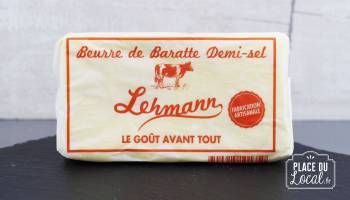 Beurre de Baratte Demi-sel
Lehmann
FABRICATION
ARTISANALE
LE GOÛT AVANT TOUT
PLACE DU
Local.fr